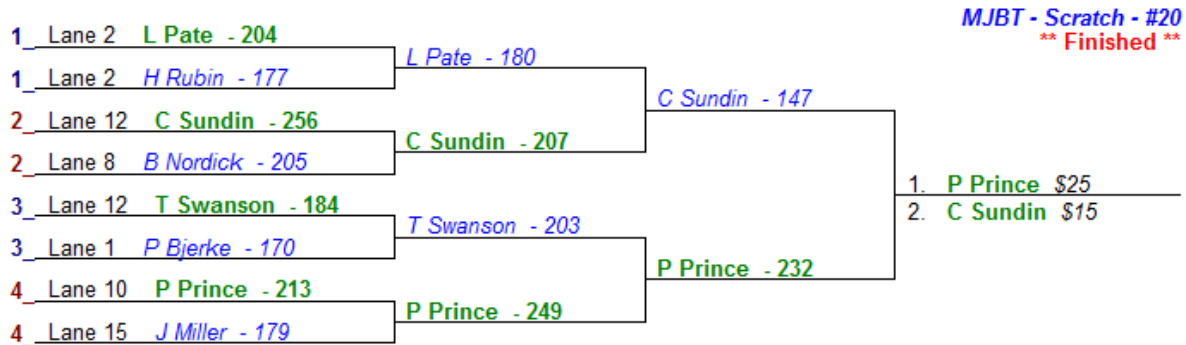 MJBT - Scratch - #20
** Finished **
1_ Lane 2 L Pate - 204
1_ Lane 2 H Rubin - 177
2_ Lane 12 C Sundin - 256
2_ Lane 8 B Nordick - 205
3_ Lane 12 T Swanson - 184
3_ Lane 1 P Bjerke - 170
4_ Lane 10 P Prince - 213
4_ Lane 15 J Miller - 179
L Pate - 180
C Sundin - 207
T Swanson - 203
P Prince - 249
C Sundin - 147
P Prince - 232
1. P Prince $25
2. C Sundin $15